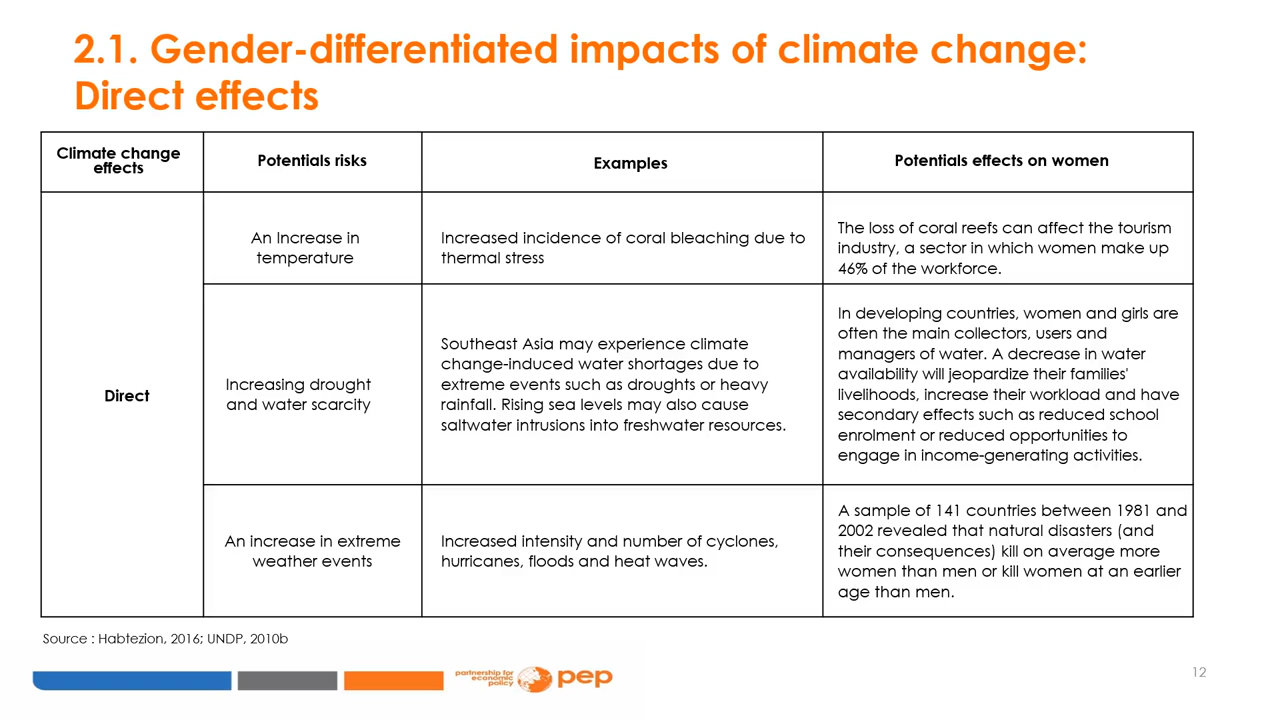 2.1. Gender-differentiated impacts of climate change:
Direct effects
Climate change
effects
Potentials risks
Examples
Potentials effects on women
Direct
An Increase in
temperature
Increased incidence of coral bleaching due to
thermal stress
The loss of coral reefs can affect the tourism
industry, a sector in which women make up
46% of the workforce.
Increasing drought
and water scarcity
Southeast Asia may experience climate
change-induced water shortages due to
extreme events such as droughts or heavy
rainfall. Rising sea levels may also cause
saltwater intrusions into freshwater resources.
In developing countries, women and girls are
often the main collectors, users and
managers of water. A decrease in water
availability will jeopardize their families'
livelihoods, increase their workload and have
secondary effects such as reduced school
enrolment or reduced opportunities to
engage in income-generating activities.
An increase in extreme
weather events
Increased intensity and number of cyclones,
hurricanes, floods and heat waves.
A sample of 141 countries between 1981 and
2002 revealed that natural disasters (and
their consequences) kill on average more
women than men or kill women at an earlier
age than men.
Source : Habtezion, 2016; UNDP, 2010b
partnership for
economic
policy
pep
12